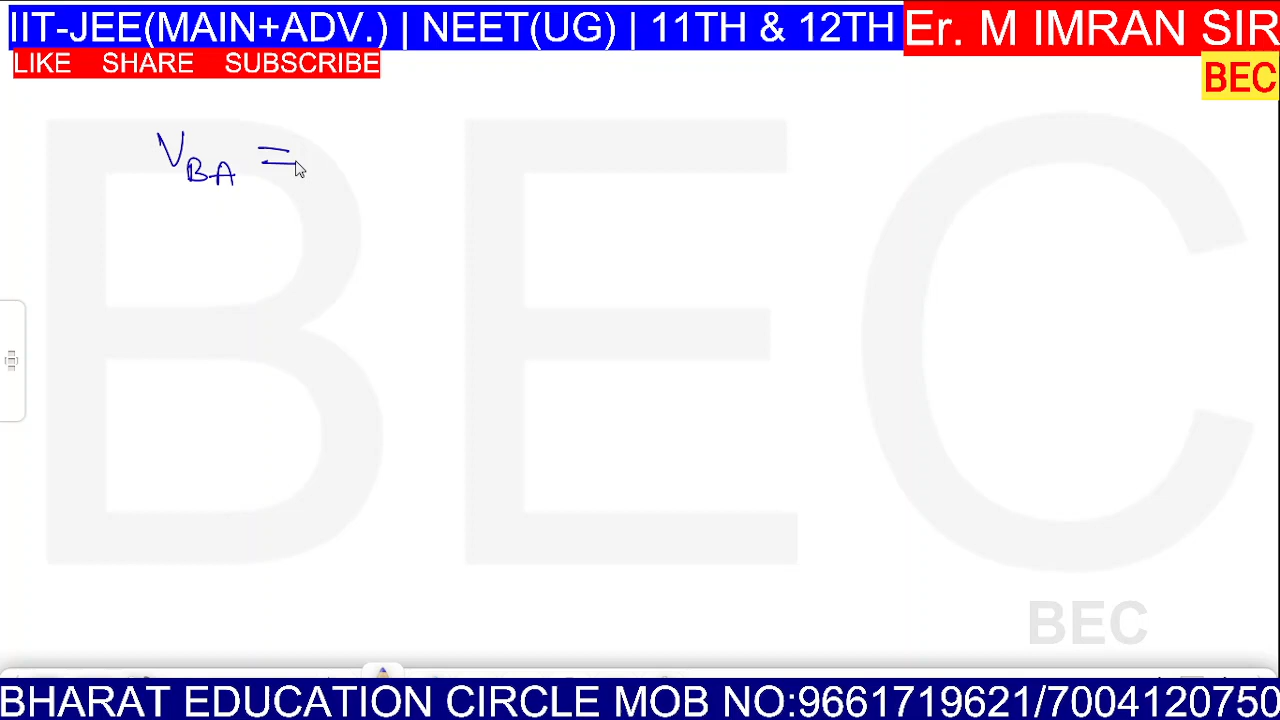 IIT-JEE(MAIN+ADV.) | NEET(UG) | 11TH & 12TH Er. M IMRAN SIR
LIKE SHARE SUBSCRIBE
BEC
V_BA =
BEC
BEC
BHARAT EDUCATION CIRCLE MOB NO:9661719621/7004120750